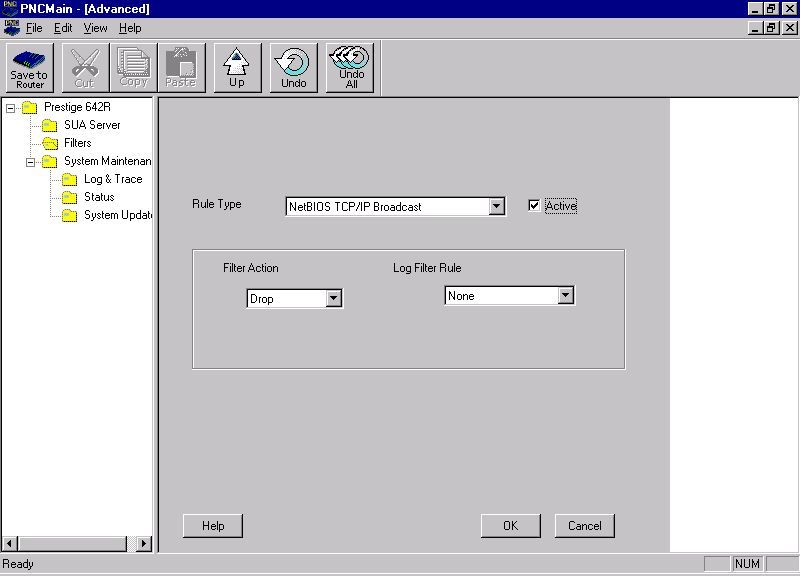 PNCMain - [Advanced]
File Edit View Help
Save to Router
Cut
Copy
Paste
Up
Undo
Undo All
Prestige 642R
SUA Server
Filters
System Maintenan
Log & Trace
Status
System Updat
Rule Type
NetBIOS TCP/IP Broadcast
Active
Filter Action
Log Filter Rule
Drop
None
Help
OK
Cancel
Ready
NUM